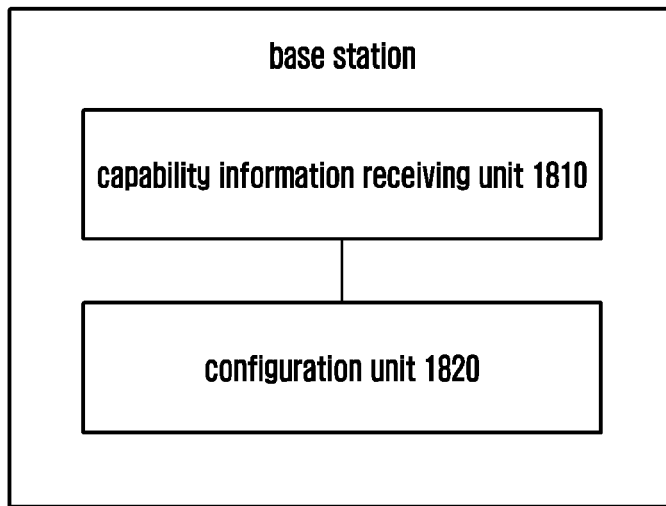 base station
capability information receiving unit 1810
configuration unit 1820